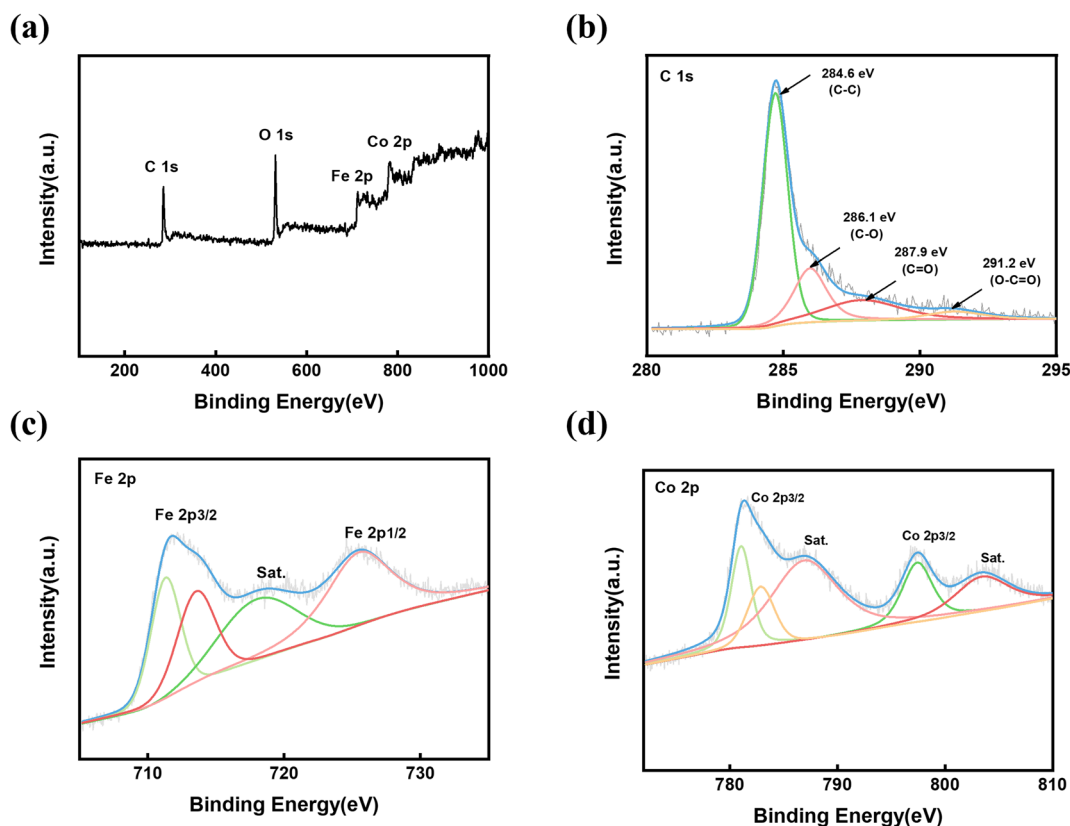 (a)
Intensity(a.u.)
C 1s
O 1s
Fe 2p
Co 2p
200
400
600
800
1000
Binding Energy(eV)
(b)
Intensity(a.u.)
C 1s
284.6 eV
(C-C)
286.1 eV
(C-O)
287.9 eV
(C=O)
291.2 eV
(O-C=O)
280
285
290
295
Binding Energy(eV)
(c)
Intensity(a.u.)
Fe 2p
Fe 2p3/2
Sat.
Fe 2p1/2
710
720
730
Binding Energy(eV)
(d)
Intensity(a.u.)
Co 2p
Co 2p3/2
Sat.
Co 2p3/2
Sat.
780
790
800
810
Binding Energy(eV)